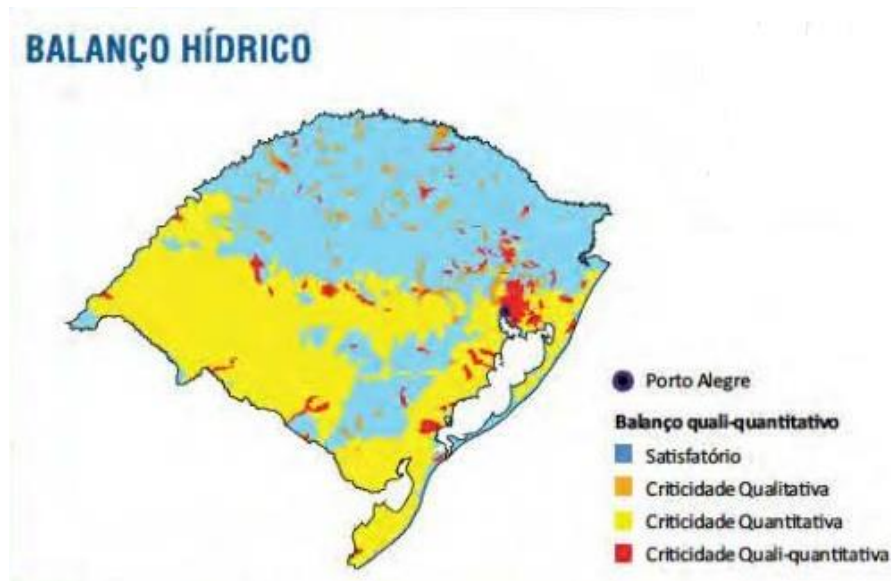 BALANÇO HÍDRICO
Porto Alegre
Balanço quali-quantitativo
Satisfatório
Criticidade Qualitativa
Criticidade Quantitativa
Criticidade Quali-quantitativa